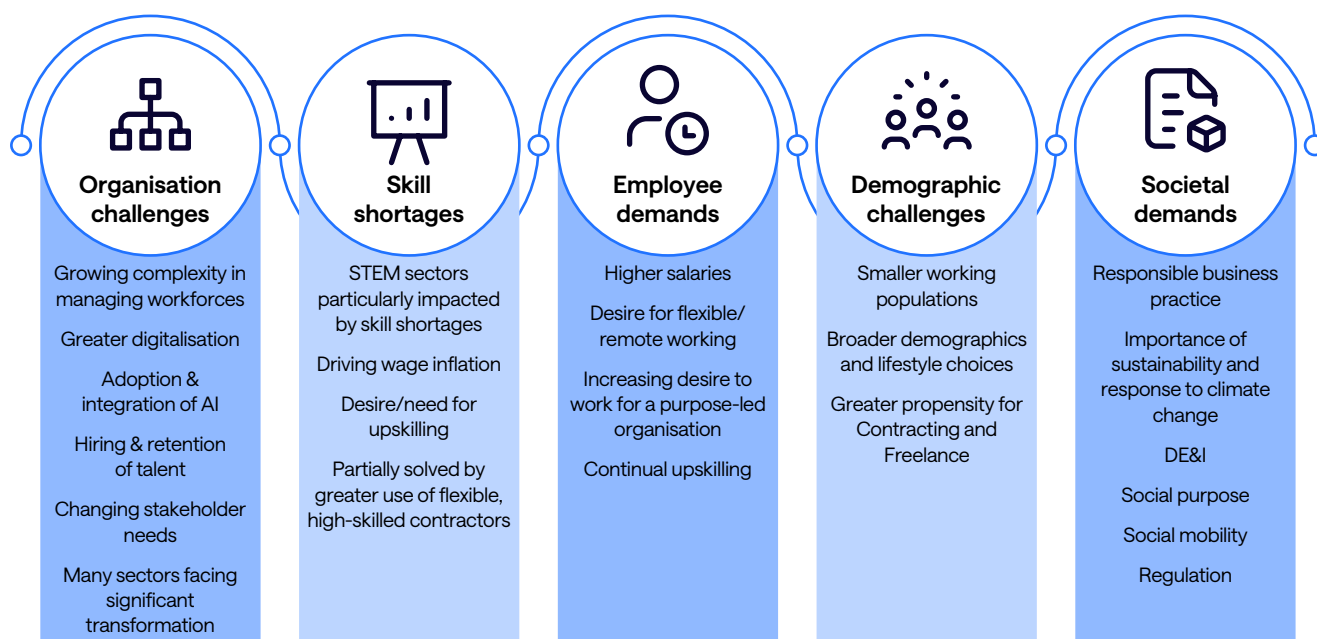 Organisation
challenges
Growing complexity in
managing workforces
Greater digitalisation
Adoption &
integration of AI
Hiring & retention
of talent
Changing stakeholder
needs
Many sectors facing
significant
transformation
Skill
shortages
STEM sectors
particularly impacted
by skill shortages
Driving wage inflation
Desire/need for
upskilling
Partially solved by
greater use of flexible,
high-skilled contractors
Employee
demands
Higher salaries
Desire for flexible/
remote working
Increasing desire to
work for a purpose-led
organisation
Continual upskilling
Demographic
challenges
Smaller working
populations
Broader demographics
and lifestyle choices
Greater propensity for
Contracting and
Freelance
Societal
demands
Responsible business
practice
Importance of
sustainability and
response to climate
change
DE&I
Social purpose
Social mobility
Regulation